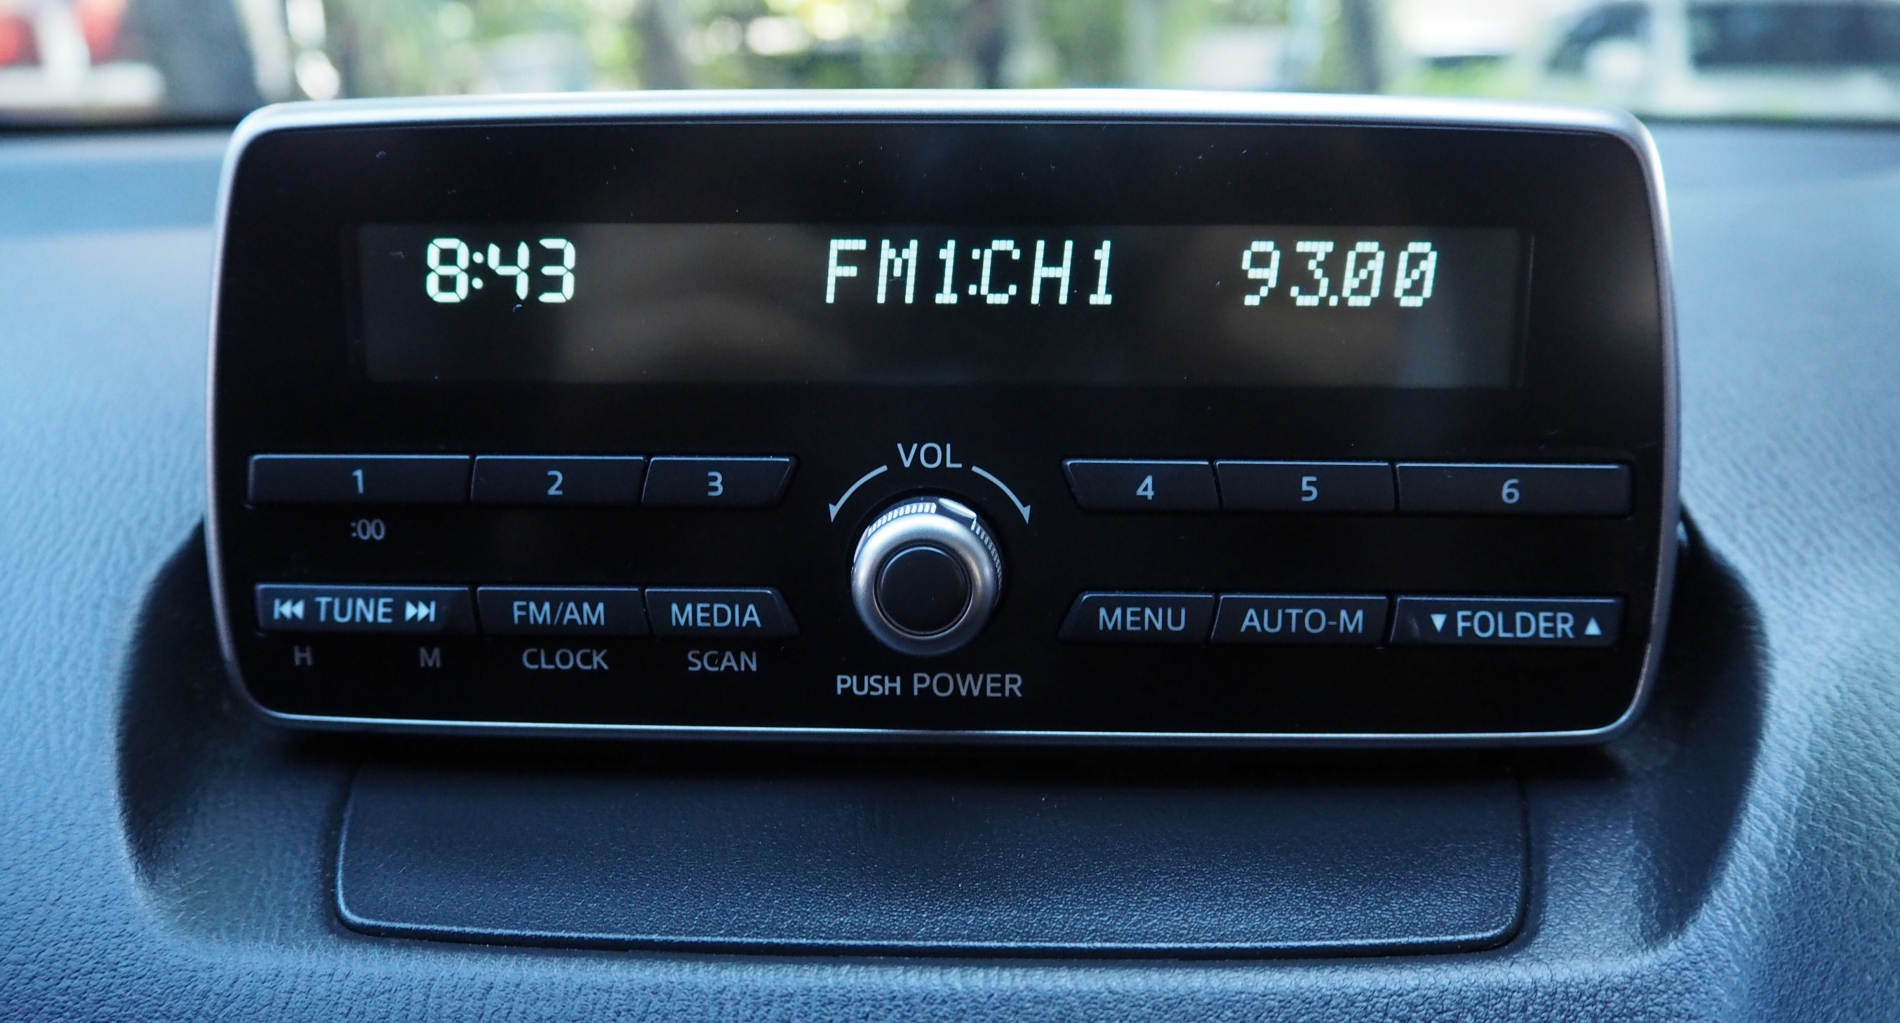 8:43 FM1:CH1 93.00
VOL
1 2 3 4 5 6
:00
TUNE FM/AM MEDIA MENU AUTO-M ▼ FOLDER ▲
H M CLOCK SCAN
PUSH POWER